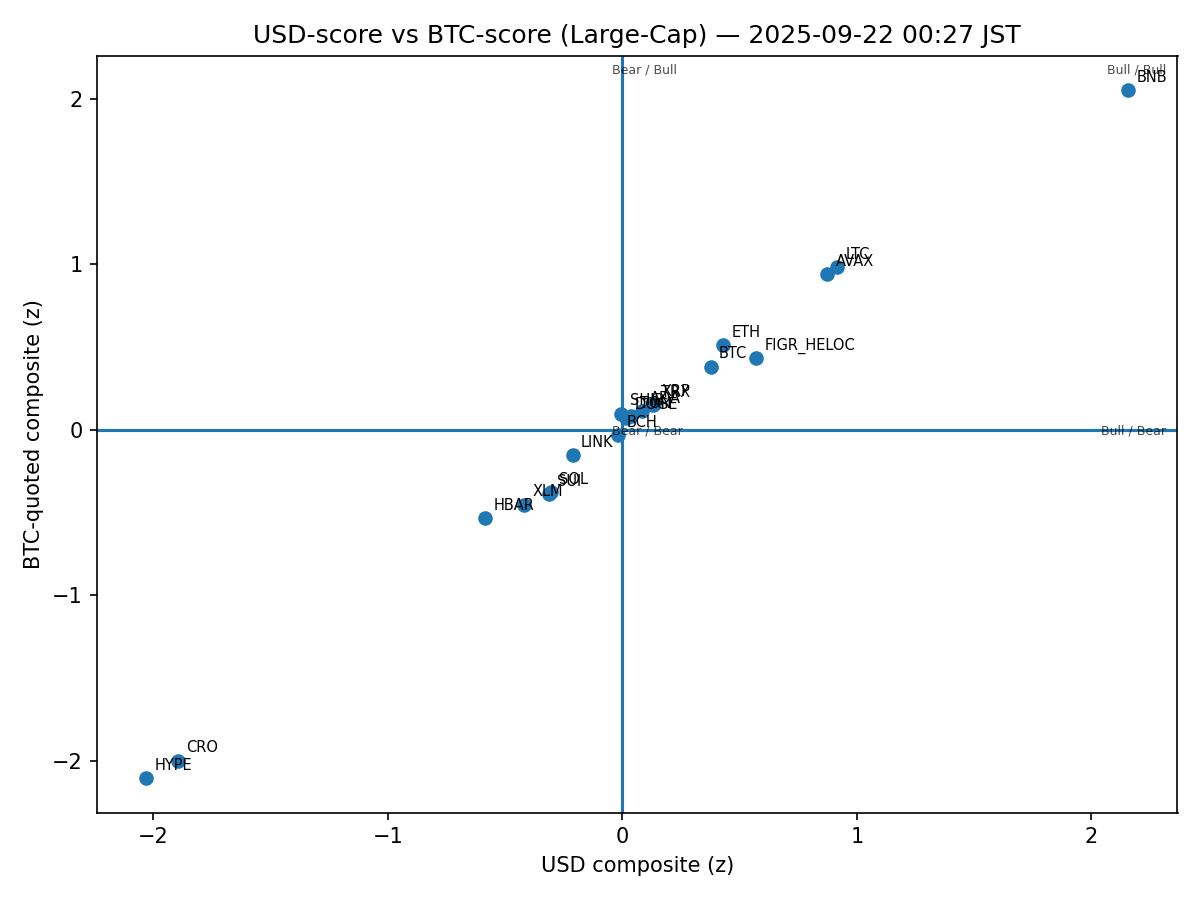 USD-score vs BTC-score (Large-Cap) — 2025-09-22 00:27 JST
Bear / Bull
Bull / Bull
BNB
2
LTC
AVAX
1
ETH
FIGR_HELOC
BTC
BCH
0
Bear / Bear
Bull / Bear
LINK
SOL
SUI
XLM
HBAR
−1
CRO
−2
HYPE
−2
−1
0
1
2
USD composite (z)
BTC-quoted composite (z)